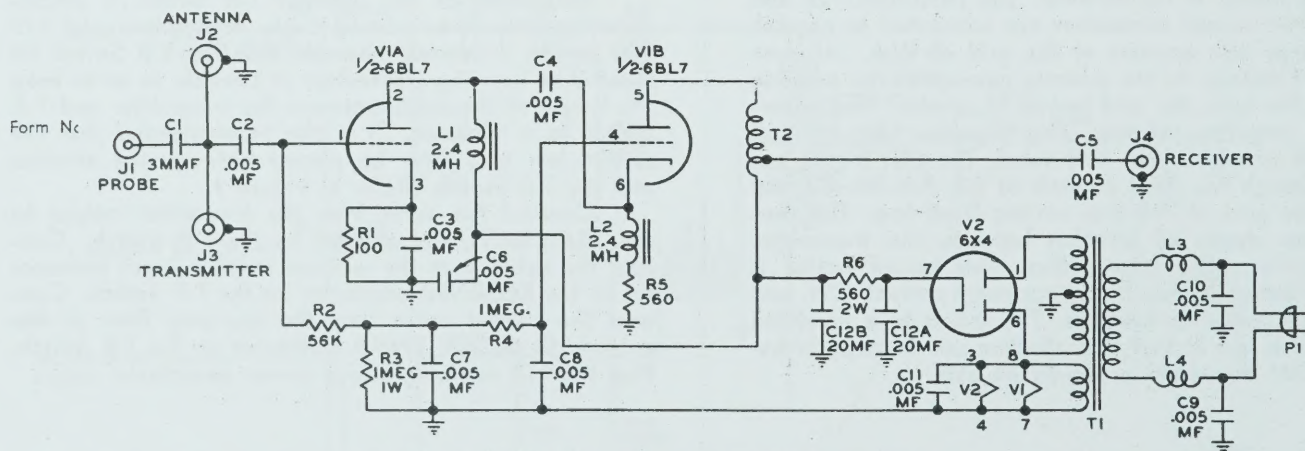 ANTENNA
J2
Form No
J1
PROBE
C1
3MMF
C2
.005
MF
J3
TRANSMITTER
V1A
1/2-6BL7
1
2
3
R1
100
C3
.005
MF
C6
.005
MF
L1
2.4
MH
C4
.005
MF
R2
56K
R3
1MEG
1W
C7
.005
MF
1MEG.
R4
C8
.005
MF
V1B
1/2-6BL7
5
4
6
L2
2.4
MH
R5
560
T2
C5
.005
MF
J4
RECEIVER
R6
560
2W
C12B
20MF
C12A
20MF
V2
6X4
7
1
6
3
8
C11
.005
MF
V2
V1
4
7
T1
L3
L4
C10
.005
MF
C9
.005
MF
P1